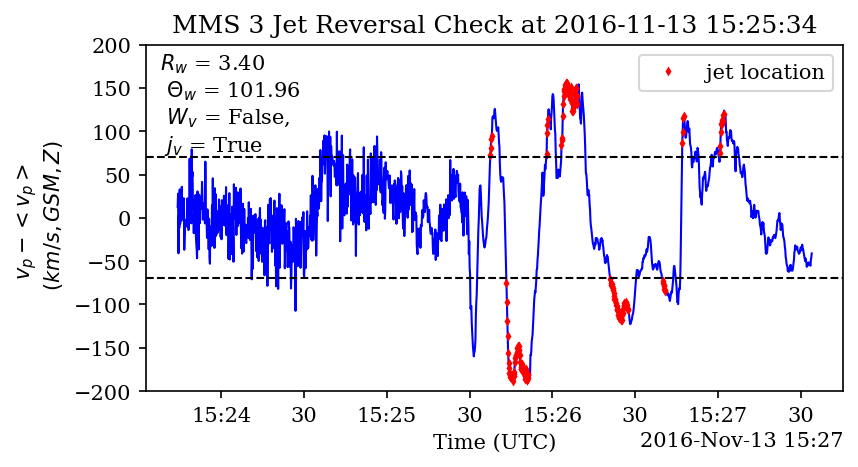 MMS 3 Jet Reversal Check at 2016-11-13 15:25:34
R_w = 3.40
Θ_w = 101.96
W_v = False,
j_v = True
jet location
200
150
100
50
0
−50
−100
−150
−200
v_p − < v_p >
(km/s, GSM, Z)
15:24 30 15:25 30 15:26 30 15:27 30
Time (UTC)
2016-Nov-13 15:27